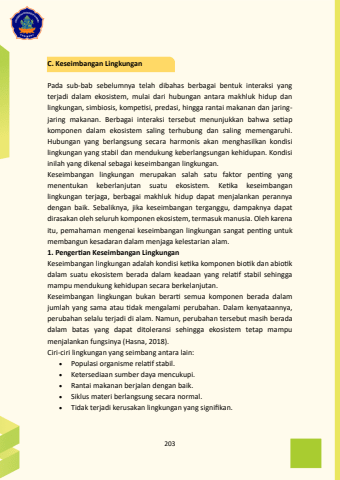 C. Keseimbangan Lingkungan
Pada sub-bab sebelumnya telah dibahas berbagai bentuk interaksi yang
terjadi dalam ekosistem, mulai dari hubungan antara makhluk hidup dan
lingkungan, simbiosis, kompetisi, predasi, hingga rantai makanan dan jaring-
jaring makanan. Berbagai interaksi tersebut menunjukkan bahwa setiap
komponen dalam ekosistem saling terhubung dan saling memengaruhi.
Hubungan yang berlangsung secara harmonis akan menghasilkan kondisi
lingkungan yang stabil dan mendukung keberlangsungan kehidupan. Kondisi
inilah yang dikenal sebagai keseimbangan lingkungan.
Keseimbangan lingkungan merupakan salah satu faktor penting yang
menentukan keberlanjutan suatu ekosistem. Ketika keseimbangan
lingkungan terjaga, berbagai makhluk hidup dapat menjalankan perannya
dengan baik. Sebaliknya, jika keseimbangan terganggu, dampaknya dapat
dirasakan oleh seluruh komponen ekosistem, termasuk manusia. Oleh karena
itu, pemahaman mengenai keseimbangan lingkungan sangat penting untuk
membangun kesadaran dalam menjaga kelestarian alam.
1. Pengertian Keseimbangan Lingkungan
Keseimbangan lingkungan adalah kondisi ketika komponen biotik dan abiotik
dalam suatu ekosistem berada dalam keadaan yang relatif stabil sehingga
mampu mendukung kehidupan secara berkelanjutan.
Keseimbangan lingkungan bukan berarti semua komponen berada dalam
jumlah yang sama atau tidak mengalami perubahan. Dalam kenyataannya,
perubahan selalu terjadi di alam. Namun, perubahan tersebut masih berada
dalam batas yang dapat ditoleransi sehingga ekosistem tetap mampu
menjalankan fungsinya (Hasna, 2018).
Ciri-ciri lingkungan yang seimbang antara lain:
• Populasi organisme relatif stabil.
• Ketersediaan sumber daya mencukupi.
• Rantai makanan berjalan dengan baik.
• Siklus materi berlangsung secara normal.
• Tidak terjadi kerusakan lingkungan yang signifikan.
203